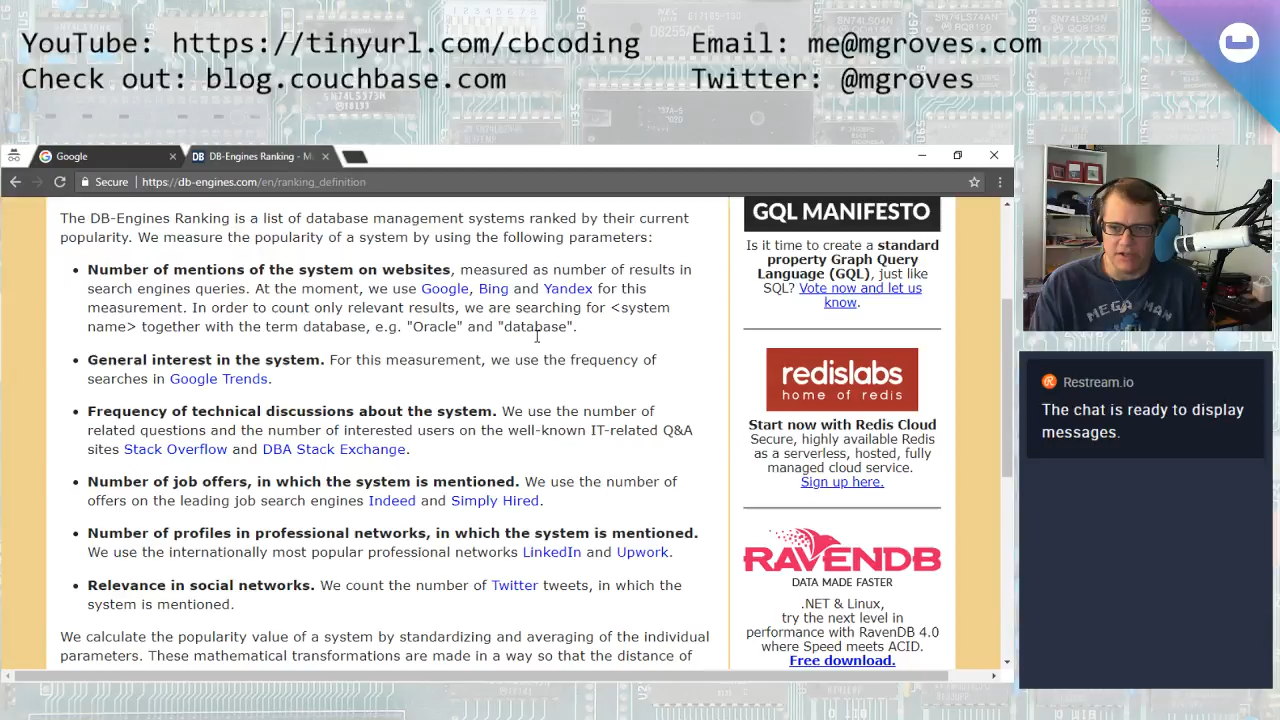 YouTube: https://tinyurl.com/cbcoding
Email: me@mgroves.com
Check out: blog.couchbase.com
Twitter: @mgroves
Google
DB-Engines Ranking - M
Secure
https://db-engines.com/en/ranking_definition
The DB-Engines Ranking is a list of database management systems ranked by their current
popularity. We measure the popularity of a system by using the following parameters:
• Number of mentions of the system on websites, measured as number of results in
search engines queries. At the moment, we use Google, Bing and Yandex for this
measurement. In order to count only relevant results, we are searching for <system
name> together with the term database, e.g. "Oracle" and "database".
• General interest in the system. For this measurement, we use the frequency of
searches in Google Trends.
• Frequency of technical discussions about the system. We use the number of
related questions and the number of interested users on the well-known IT-related Q&A
sites Stack Overflow and DBA Stack Exchange.
• Number of job offers, in which the system is mentioned. We use the number of
offers on the leading job search engines Indeed and Simply Hired.
• Number of profiles in professional networks, in which the system is mentioned.
We use the internationally most popular professional networks LinkedIn and Upwork.
• Relevance in social networks. We count the number of Twitter tweets, in which the
system is mentioned.
We calculate the popularity value of a system by standardizing and averaging of the individual
parameters. These mathematical transformations are made in a way so that the distance of
GQL MANIFESTO
Is it time to create a standard
property Graph Query
Language (GQL), just like
SQL? Vote now and let us
know.
redislabs
home of redis
Start now with Redis Cloud
Secure, highly available Redis
as a serverless, hosted, fully
managed cloud service.
Sign up here.
RAVENDB
DATA MADE FASTER
.NET & Linux,
try the next level in
performance with RavenDB 4.0
where Speed meets ACID.
Free download.
MEGA MAN
Restream.io
The chat is ready to display
messages.